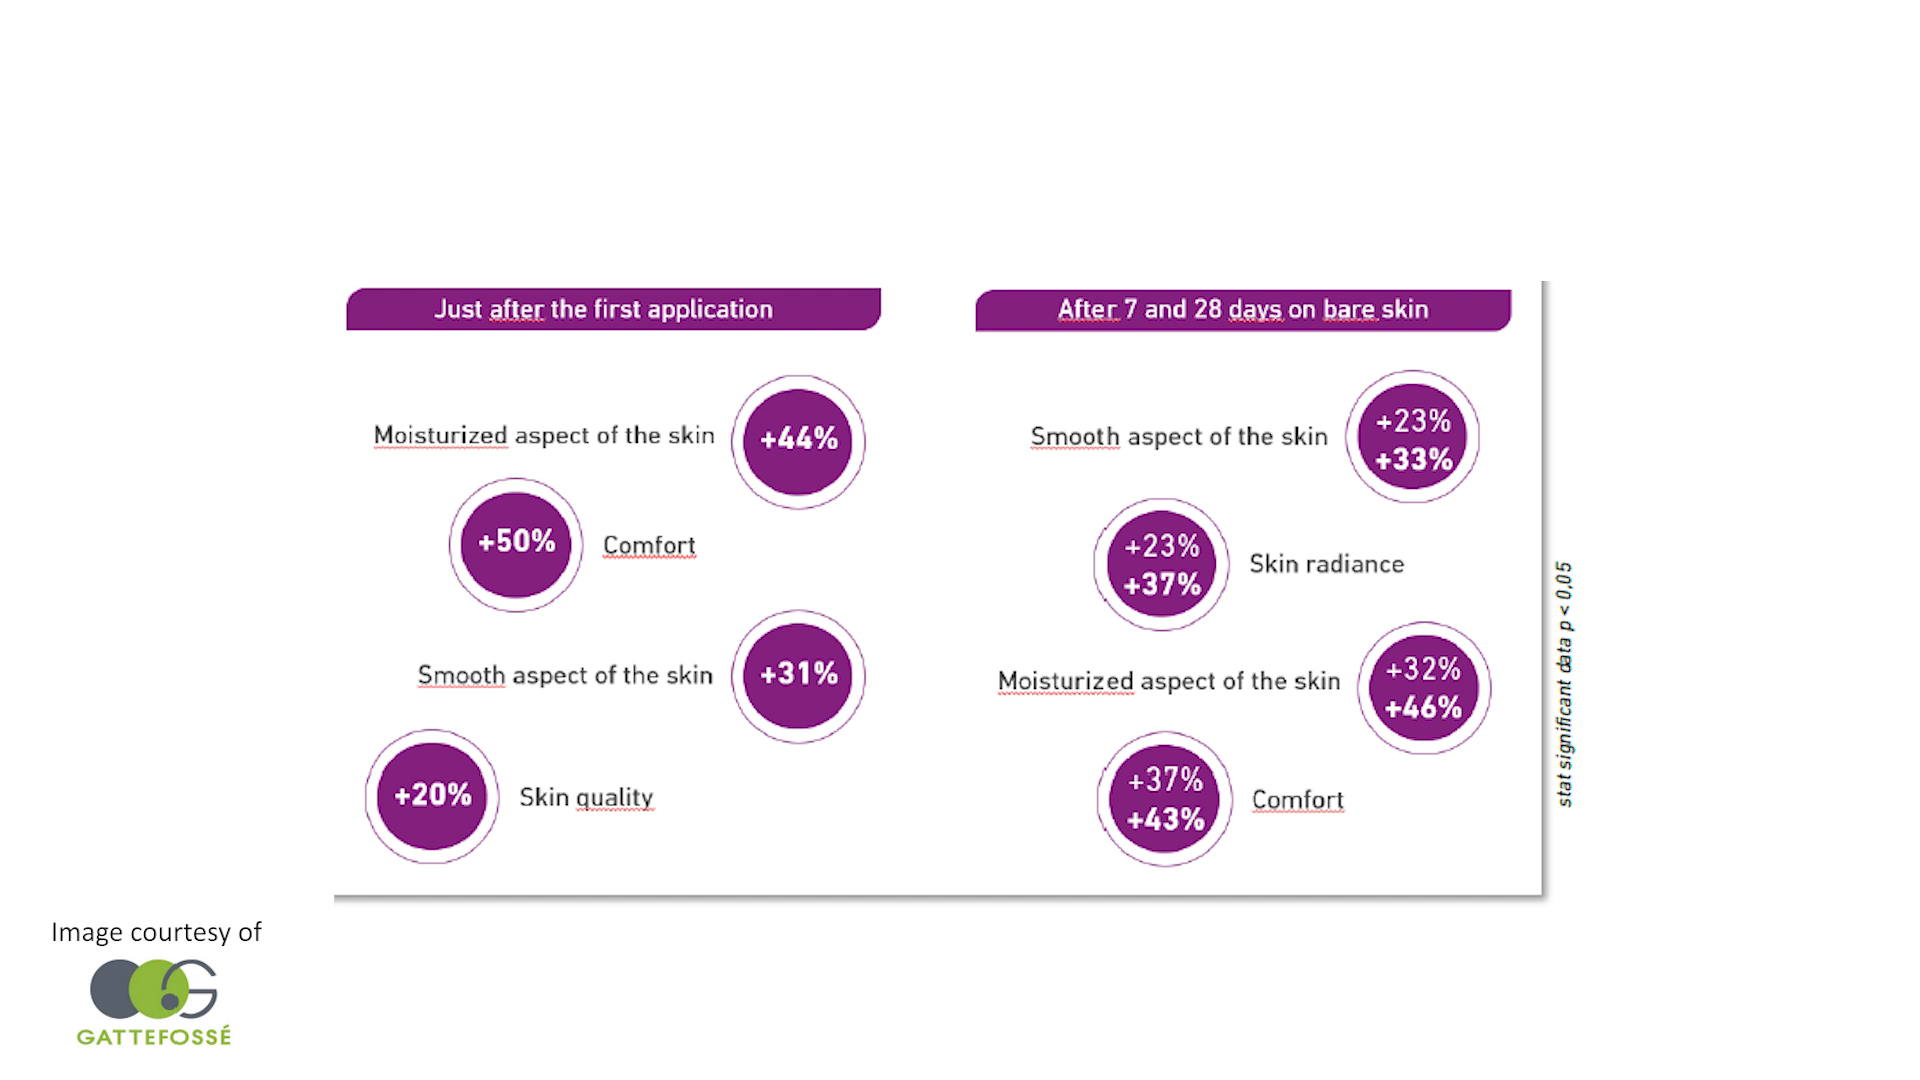 Just after the first application
Moisturized aspect of the skin
+44%
+50%
Comfort
Smooth aspect of the skin
+31%
+20%
Skin quality
After 7 and 28 days on bare skin
Smooth aspect of the skin
+23%
+33%
+23%
+37%
Skin radiance
Moisturized aspect of the skin
+32%
+46%
+37%
+43%
Comfort
stat significant data p < 0,05
Image courtesy of
GATTEFOSSÉ